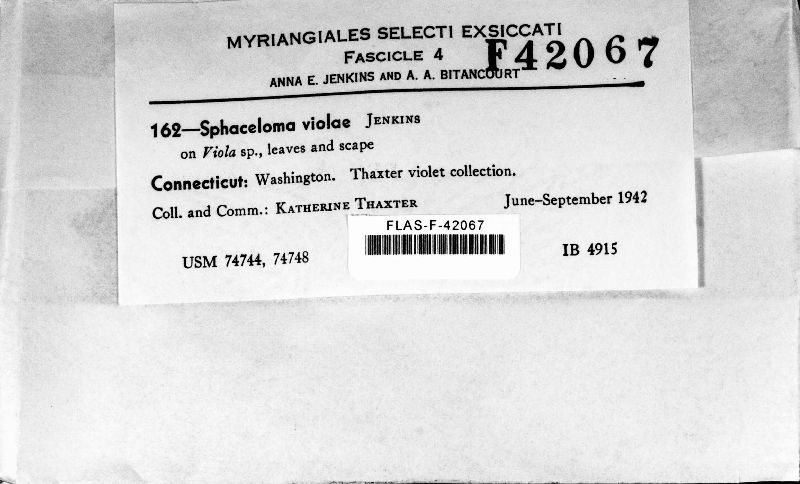 MYRIANGIALES SELECTI EXSICCATI
FASCICLE 4
F42067
ANNA E. JENKINS AND A. A. BITANCOURT
162—Sphaceloma violae JENKINS
on Viola sp., leaves and scape
Connecticut: Washington. Thaxter violet collection.
Coll. and Comm.: KATHERINE THAXTER June–September 1942
FLAS-F-42067
USM 74744, 74748 IB 4915